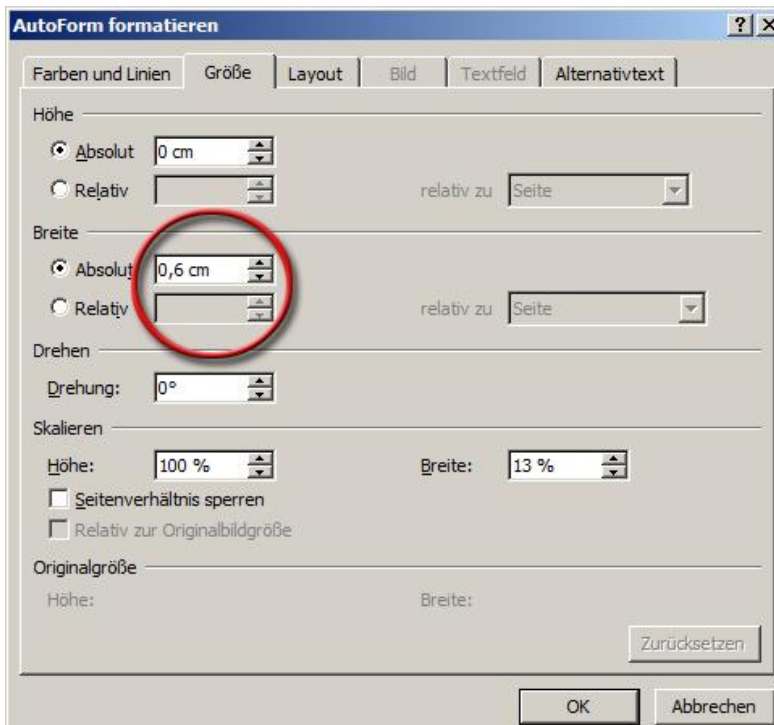 AutoForm formatieren
Farben und Linien Größe Layout Bild Textfeld Alternativtext
Höhe
Absolut 0 cm
Relativ relativ zu Seite
Breite
Absolut 0,6 cm
Relativ relativ zu Seite
Drehen
Drehung: 0°
Skalieren
Höhe: 100 % Breite: 13 %
Seitenverhältnis sperren
Relativ zur Originalbildgröße
Originalgröße
Höhe: Breite:
Zurücksetzen
OK Abbrechen